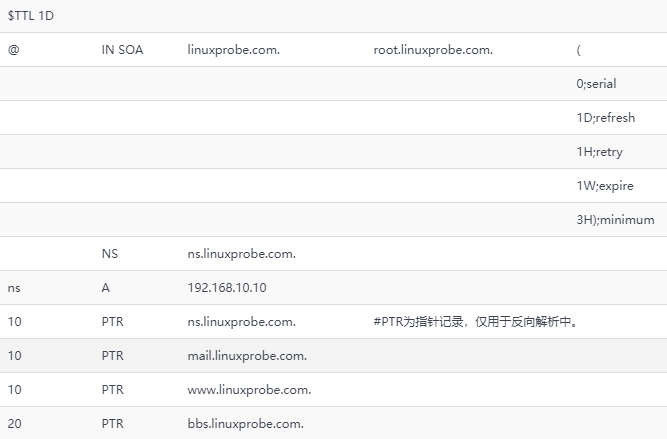 $TTL 1D
@ IN SOA linuxprobe.com. root.linuxprobe.com. (
0;serial
1D;refresh
1H;retry
1W;expire
3H);minimum
NS ns.linuxprobe.com.
ns A 192.168.10.10
10 PTR ns.linuxprobe.com. #PTR为指针记录，仅用于反向解析中。
10 PTR mail.linuxprobe.com.
10 PTR www.linuxprobe.com.
20 PTR bbs.linuxprobe.com.